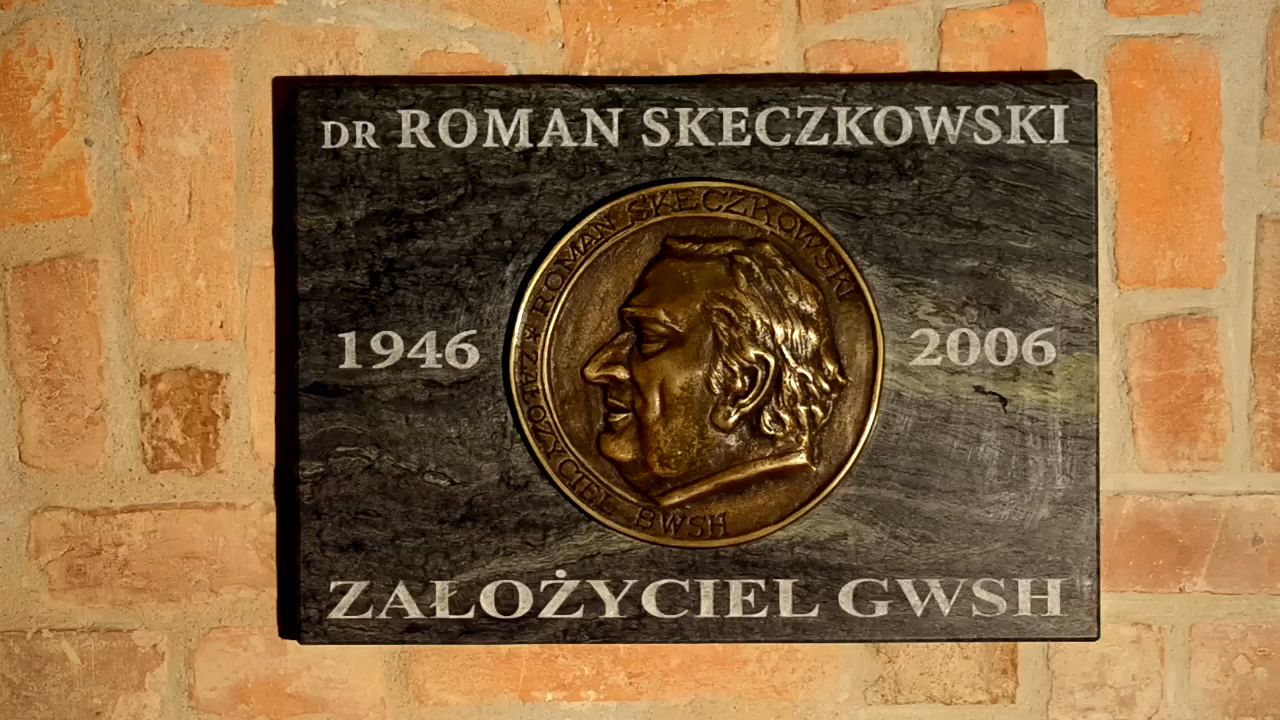 DR ROMAN SKECZKOWSKI
ROMAN SKECZKOWSKI
1946
2006
* ZAŁOŻYCIEL BWSH
ZAŁOŻYCIEL GWSH